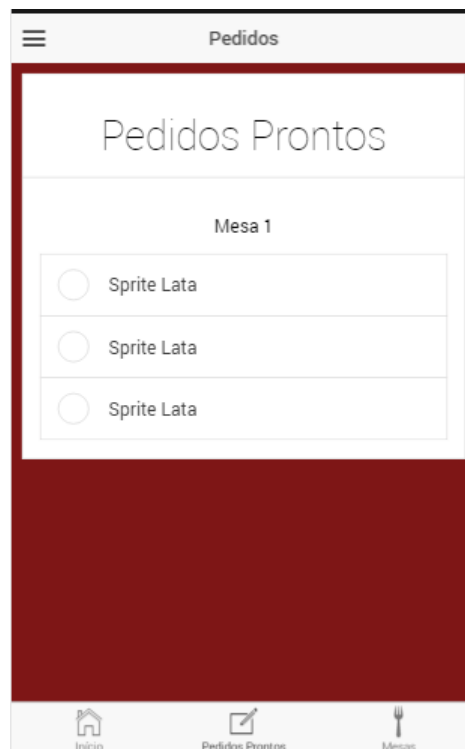 Pedidos
Pedidos Prontos
Mesa 1
Sprite Lata
Sprite Lata
Sprite Lata
Início
Pedidos Prontos
Mesas